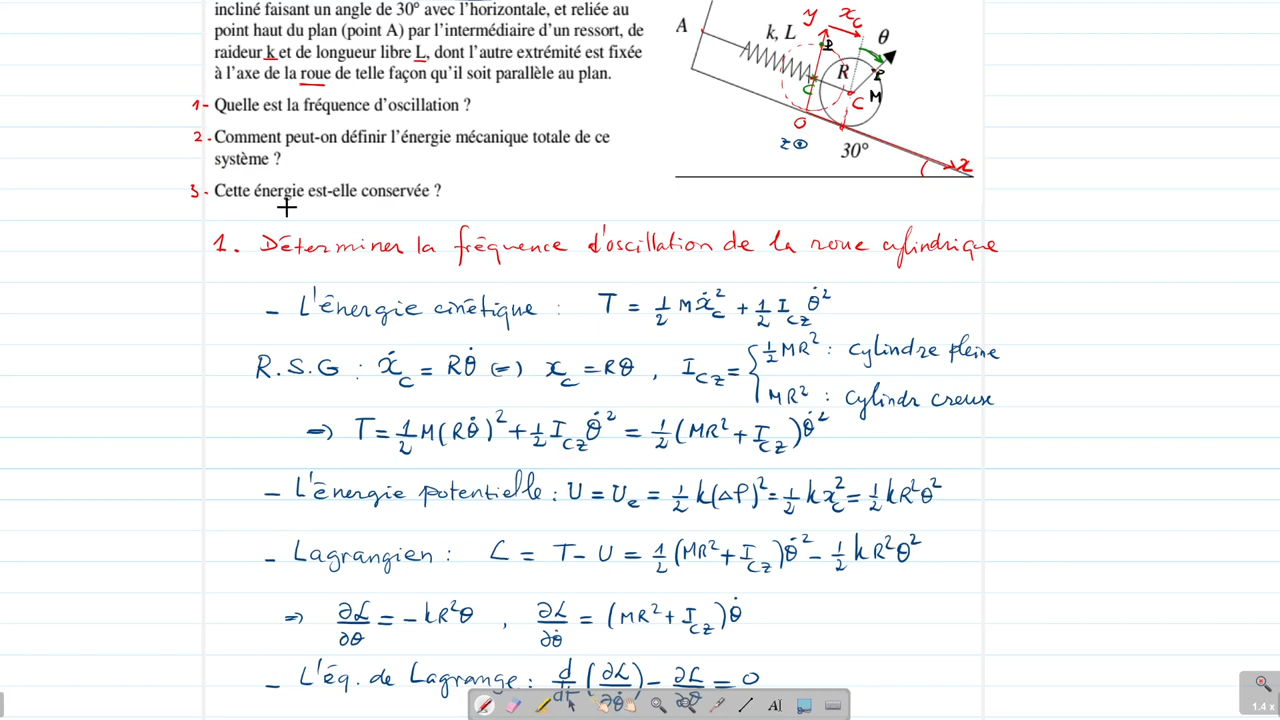 incliné faisant un angle de 30° avec l'horizontale, et reliée au
point haut du plan (point A) par l'intermédiaire d'un ressort, de
raideur k et de longueur libre L, dont l'autre extrémité est fixée
à l'axe de la roue de telle façon qu'il soit parallèle au plan.
1- Quelle est la fréquence d'oscillation ?
2- Comment peut-on définir l'énergie mécanique totale de ce
système ?
3- Cette énergie est-elle conservée ?
A
k, L
y
x_C
θ
P
R
P
C
C
M
O
z
30°
x
1. Déterminer la fréquence d'oscillation de la roue cylindrique
- L'énergie cinétique : T = 1/2 Mẋ_C² + 1/2 I_CZ θ̇²
R.S.G : ẋ_C = Rθ̇ (=) x_C = Rθ , I_CZ = { 1/2 MR² : cylindre pleine
MR² : cylindr creuse
=> T = 1/2 M(Rθ̇)² + 1/2 I_CZ θ̇² = 1/2 (MR² + I_CZ) θ̇²
- L'énergie potentielle : U = U_e = 1/2 k(Δl)² = 1/2 k x_C² = 1/2 kR²θ²
- Lagrangien : L = T - U = 1/2 (MR² + I_CZ) θ̇² - 1/2 kR²θ²
=> ∂L/∂θ = -kR²θ , ∂L/∂θ̇ = (MR² + I_CZ) θ̇
- L'éq. de Lagrange : d/dt (∂L/∂θ̇) - ∂L/∂θ = 0
1.4 x